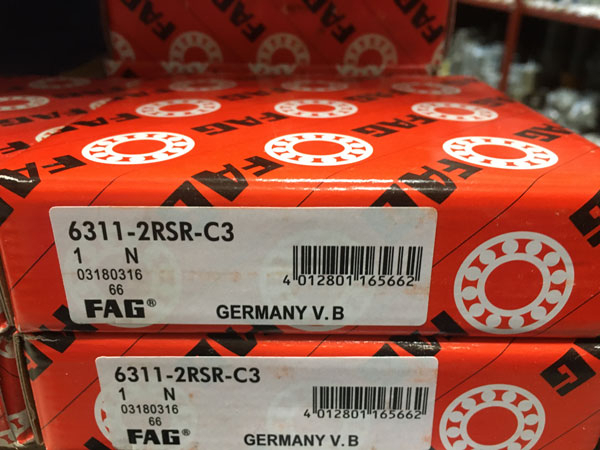 FAG
FAG
FAG
FAG
FAG
6311-2RSR-C3
1 N
03180316
66
FAG®
4 012801 165662
GERMANY V. B
6311-2RSR-C3
1 N
03180316
66
FAG®
4 012801 165662
GERMANY V. B